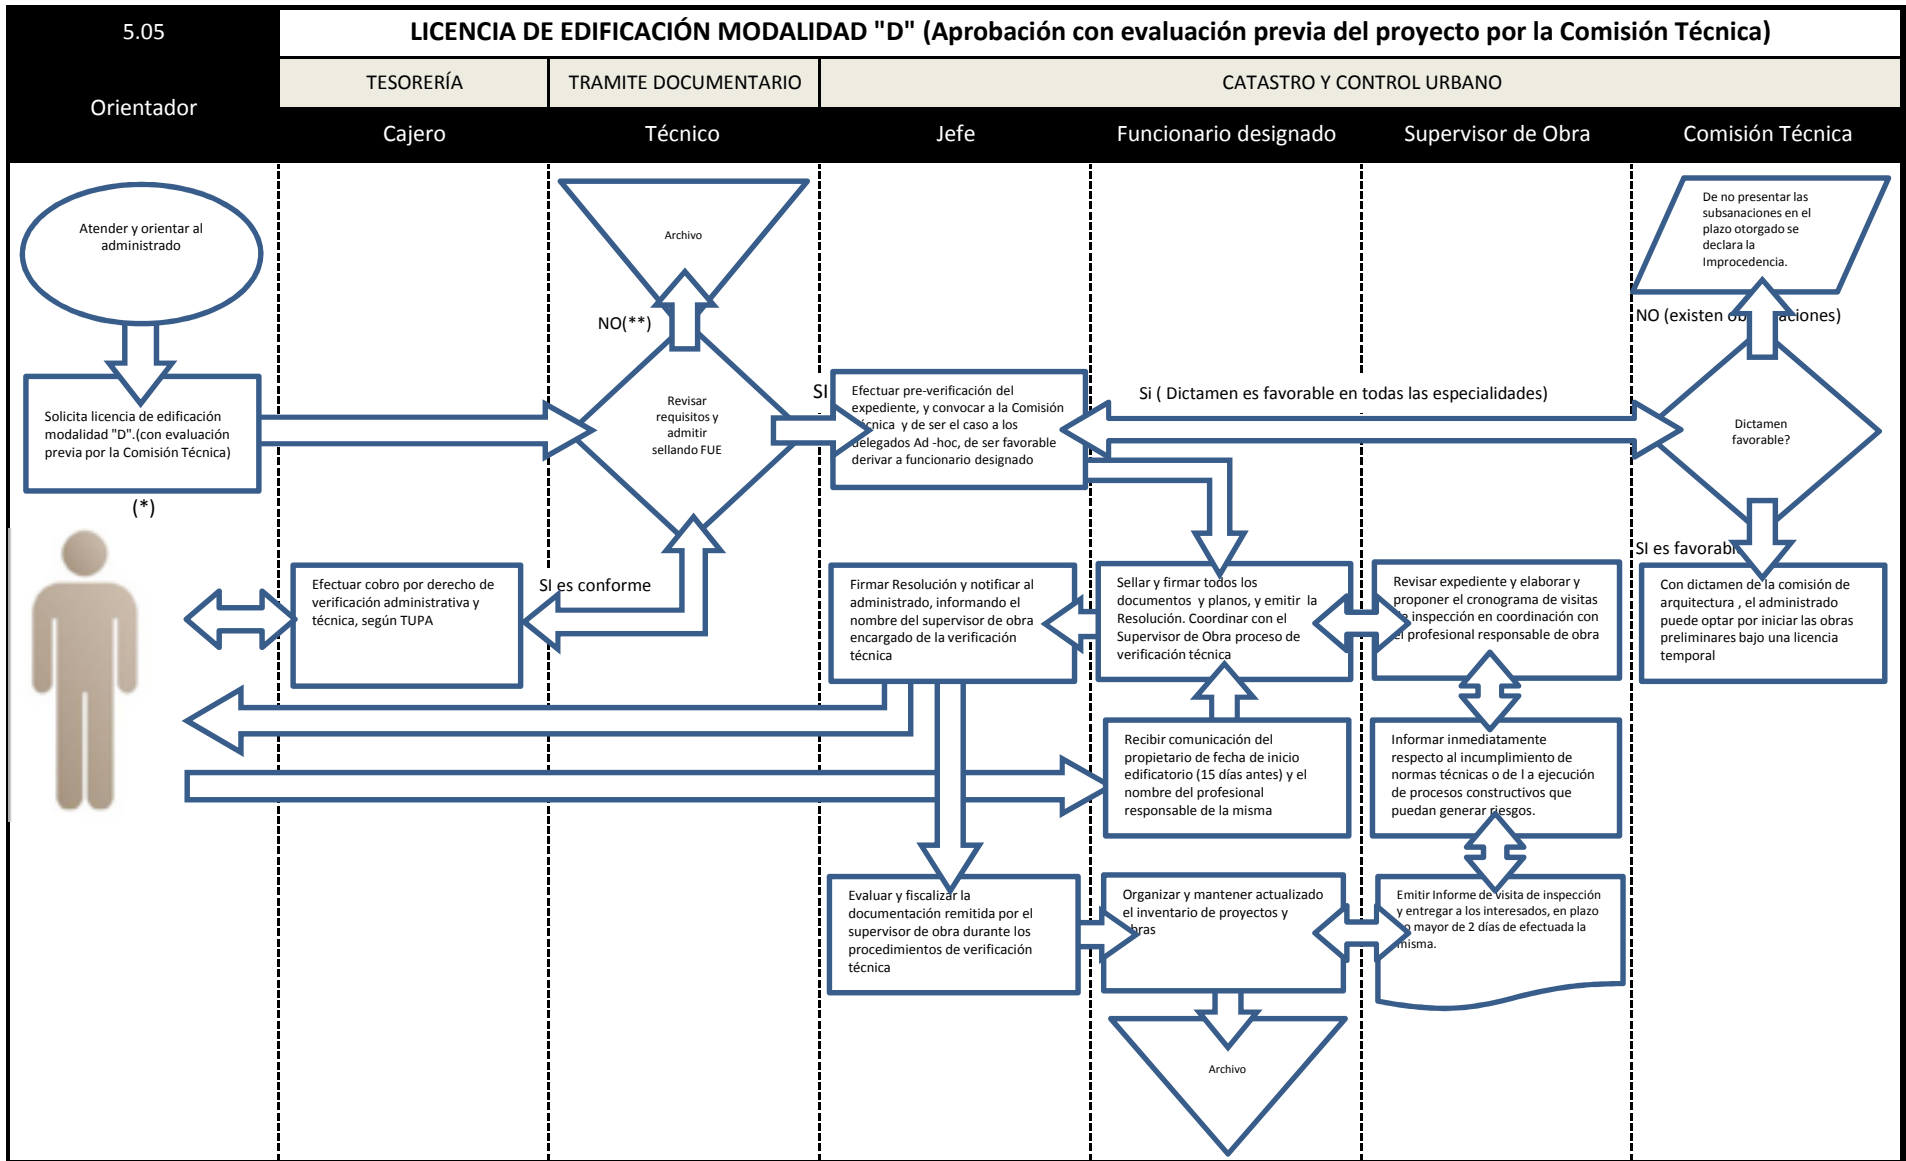 5.05
LICENCIA DE EDIFICACIÓN MODALIDAD "D" (Aprobación con evaluación previa del proyecto por la Comisión Técnica)
Orientador
TESORERÍA
TRAMITE DOCUMENTARIO
CATASTRO Y CONTROL URBANO
Cajero
Técnico
Jefe
Funcionario designado
Supervisor de Obra
Comisión Técnica
Atender y orientar al
administrado
Archivo
De no presentar las
subsanaciones en el
plazo otorgado se
declara la
Improcedencia.
NO(**)
NO (existen ob aciones)
Solicita licencia de edificación
modalidad "D".(con evaluación
previa por la Comisión Técnica)
(*)
Revisar
requisitos y
admitir
sellando FUE
SI
Efectuar pre-verificación del
expediente, y convocar a la Comisión
écnica y de ser el caso a los
delegados Ad -hoc, de ser favorable
derivar a funcionario designado
Si ( Dictamen es favorable en todas las especialidades)
Dictamen
favorable?
SI es favorabl
Efectuar cobro por derecho de
verificación administrativa y
técnica, según TUPA
SI es conforme
Firmar Resolución y notificar al
administrado, informando el
nombre del supervisor de obra
encargado de la verificación
técnica
Sellar y firmar todos los
documentos y planos, y emitir la
Resolución. Coordinar con el
Supervisor de Obra proceso de
verificación técnica
Revisar expediente y elaborar y
proponer el cronograma de visitas
inspección en coordinación con
el profesional responsable de obra
Con dictamen de la comisión de
arquitectura , el administrado
puede optar por iniciar las obras
preliminares bajo una licencia
temporal
Recibir comunicación del
propietario de fecha de inicio
edificatorio (15 días antes) y el
nombre del profesional
responsable de la misma
Informar inmediatamente
respecto al incumplimiento de
normas técnicas o de l a ejecución
de procesos constructivos que
puedan generar riesgos.
Evaluar y fiscalizar la
documentación remitida por el
supervisor de obra durante los
procedimientos de verificación
técnica
Organizar y mantener actualizado
el inventario de proyectos y
obras
Emitir Informe de visita de inspección
y entregar a los interesados, en plazo
o mayor de 2 días de efectuada la
misma.
Archivo